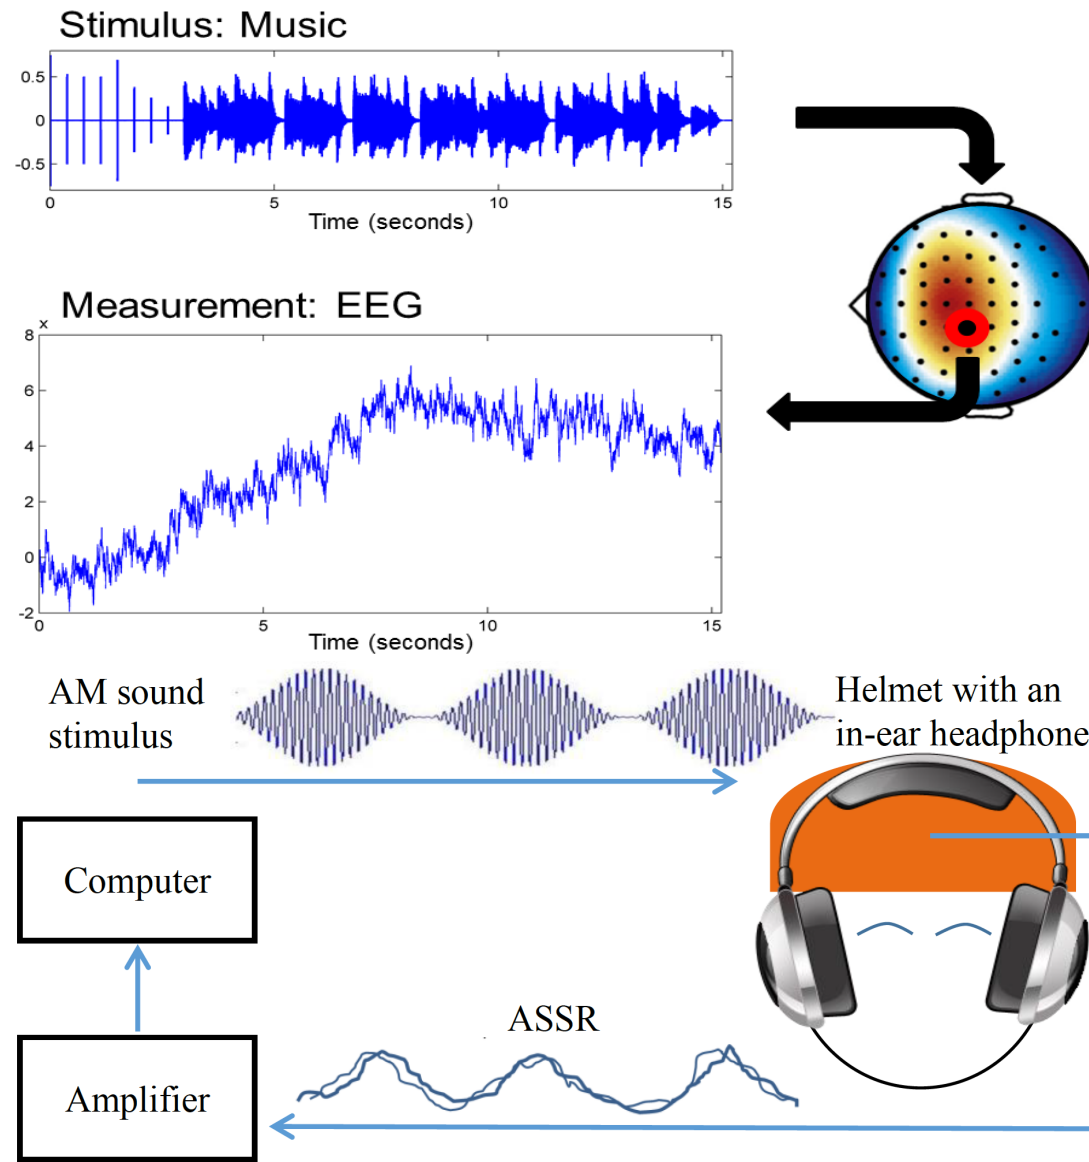 Stimulus: Music
0.5
0
-0.5
0 5 10 15
Time (seconds)
Measurement: EEG
x
8
6
4
2
0
-2
0 5 10 15
Time (seconds)
AM sound
stimulus
Helmet with an
in-ear headphone
Computer
ASSR
Amplifier